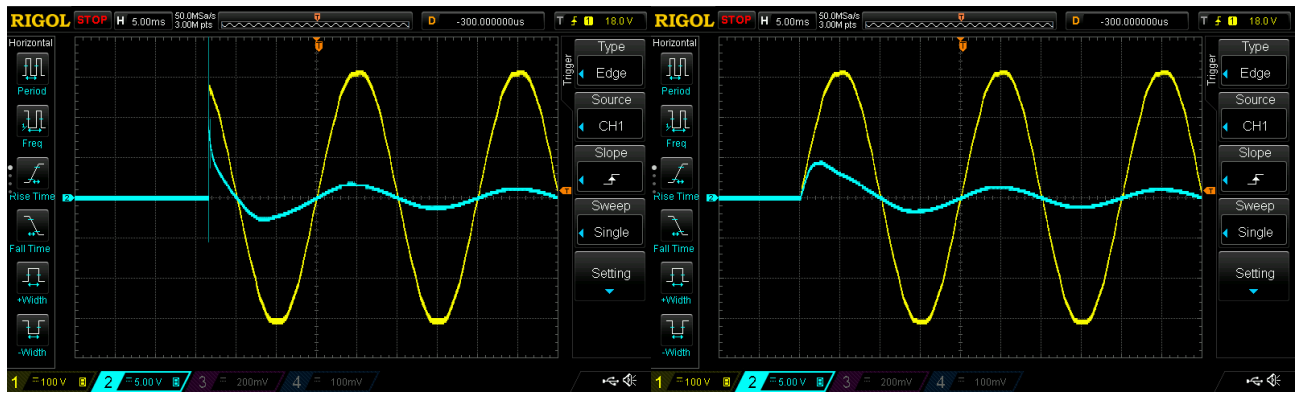 RIGOL STOP H 5.00ms 50.0MSa/s 3.00M pts D -300.000000us T 1 18.0 V
Horizontal
Period
Freq
Rise Time
Fall Time
+Width
-Width
T
2
T
Trigger
Type
Edge
Source
CH1
Slope
Sweep
Single
Setting
1 = 100 V B 2 = 5.00 V B 3 = 200mV 4 = 100mV
RIGOL STOP H 5.00ms 50.0MSa/s 3.00M pts D -300.000000us T 1 18.0 V
Horizontal
Period
Freq
Rise Time
Fall Time
+Width
-Width
T
2
T
Trigger
Type
Edge
Source
CH1
Slope
Sweep
Single
Setting
1 = 100 V B 2 = 5.00 V B 3 = 200mV 4 = 100mV